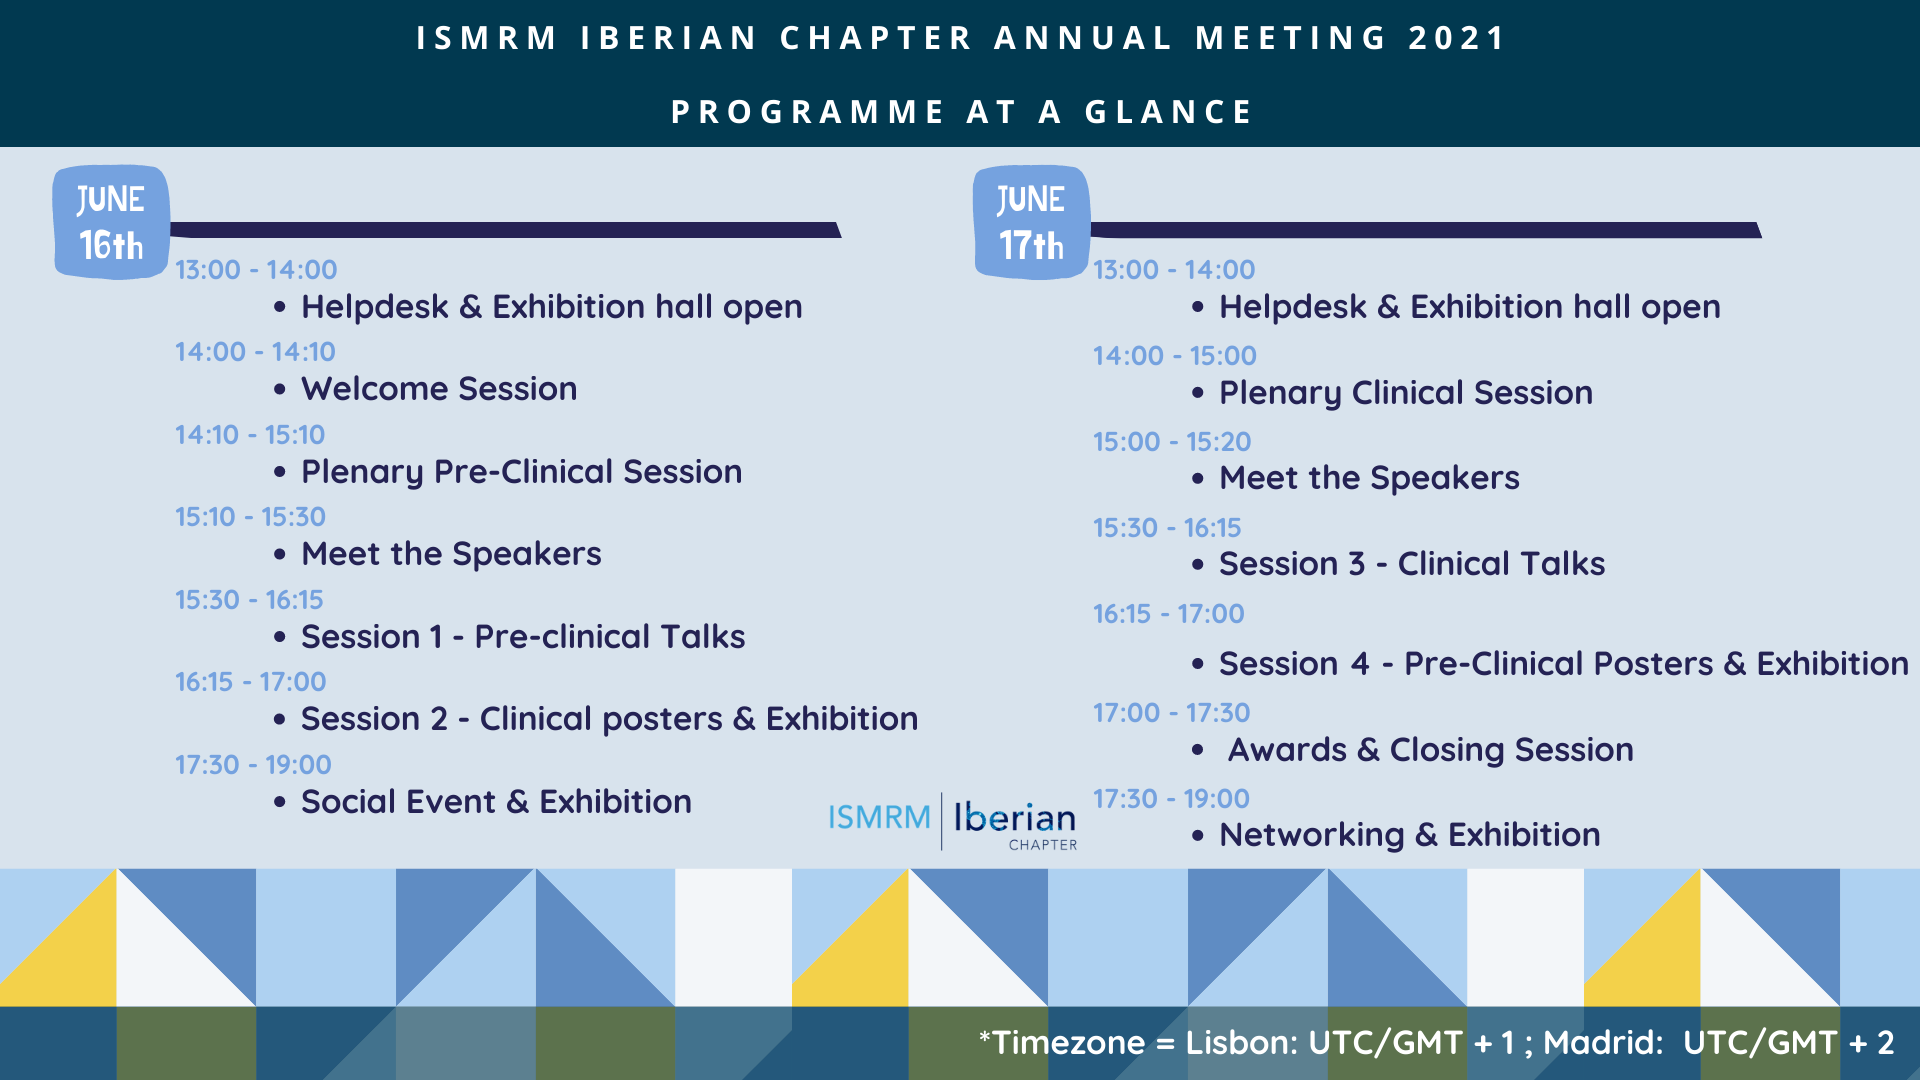 ISMRM IBERIAN CHAPTER ANNUAL MEETING 2021
PROGRAMME AT A GLANCE
JUNE
16th
13:00 - 14:00
• Helpdesk & Exhibition hall open
14:00 - 14:10
• Welcome Session
14:10 - 15:10
• Plenary Pre-Clinical Session
15:10 - 15:30
• Meet the Speakers
15:30 - 16:15
• Session 1 - Pre-clinical Talks
16:15 - 17:00
• Session 2 - Clinical posters & Exhibition
17:30 - 19:00
• Social Event & Exhibition
JUNE
17th
13:00 - 14:00
• Helpdesk & Exhibition hall open
14:00 - 15:00
• Plenary Clinical Session
15:00 - 15:20
• Meet the Speakers
15:30 - 16:15
• Session 3 - Clinical Talks
16:15 - 17:00
• Session 4 - Pre-Clinical Posters & Exhibition
17:00 - 17:30
• Awards & Closing Session
17:30 - 19:00
• Networking & Exhibition
ISMRM Iberian
CHAPTER
*Timezone = Lisbon: UTC/GMT + 1 ; Madrid: UTC/GMT + 2